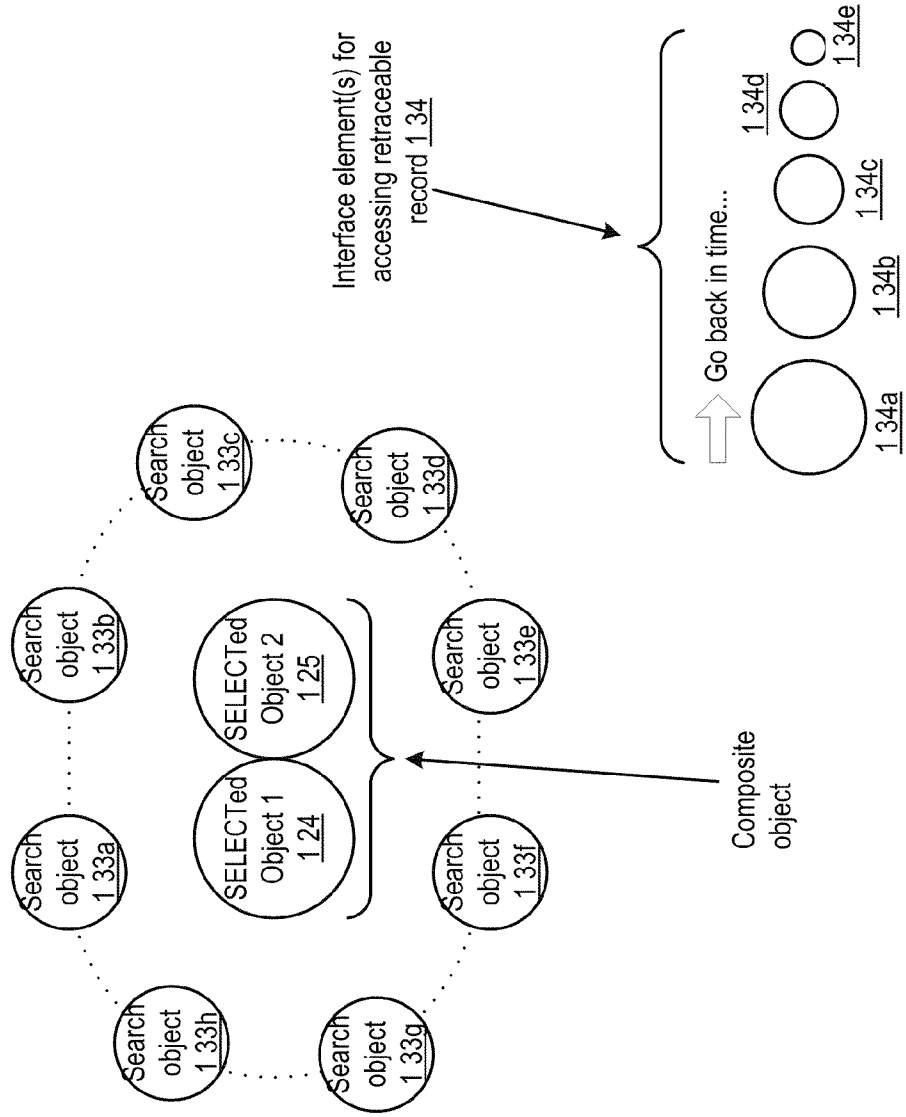 Search
object
1 33a
Search
object
1 33b
Search
object
1 33c
Search
object
1 33d
Search
object
1 33e
Search
object
1 33f
Search
object
1 33g
Search
object
1 33h
SELECTed
Object 1
1 24
SELECTed
Object 2
1 25
Composite
object
Interface element(s) for
accessing retraceable
record 1 34
Go back in time...
1 34a
1 34b
1 34c
1 34d
1 34e